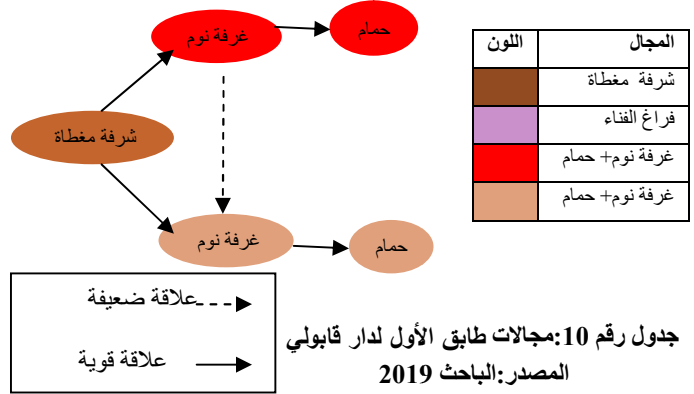 حمام
غرفة نوم
شرفة مغطاة
غرفة نوم
حمام
المجال اللون
شرفة مغطاة
فراغ الفناء
غرفة نوم+ حمام
غرفة نوم+ حمام
علاقة ضعيفة
علاقة قوية
جدول رقم 10:مجالات طابق الأول لدار قابولي
المصدر:الباحث 2019